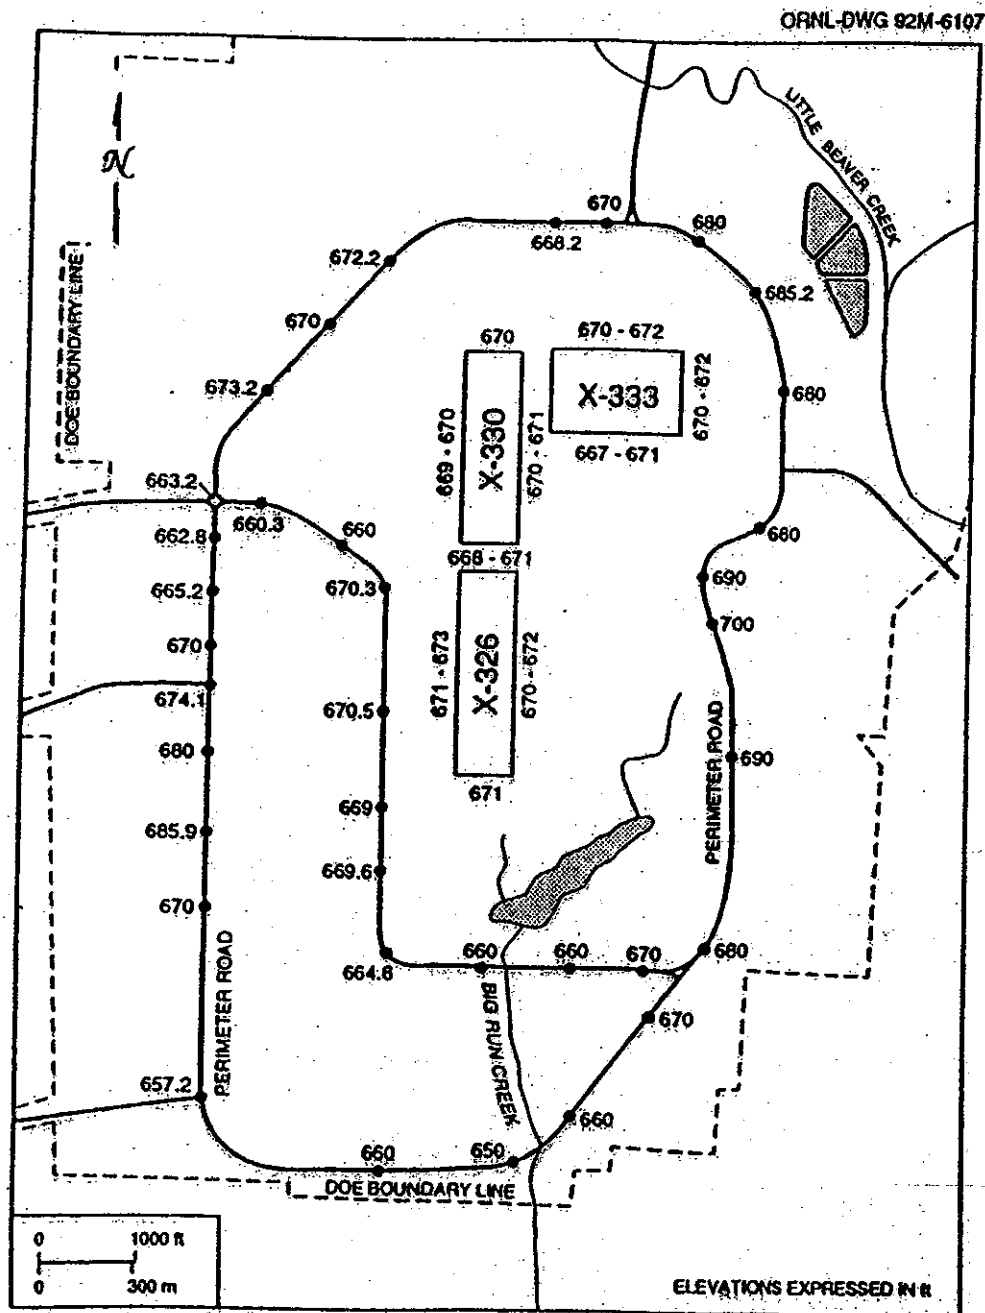 ORNL-DWG 92M-6107
N
LITTLE BEAVER CREEK
670
668.2
680
672.2
DOE BOUNDARY LINE
685.2
670
670
670 - 672
673.2
X-333
670 - 672
680
669 - 670
X-330
670 - 671
667 - 671
663.2
660.3
662.8
660
680
668 - 671
665.2
670.3
690
700
670
671 - 673
X-326
670 - 672
674.1
670.5
680
PERIMETER ROAD
690
671
669
685.9
669.6
670
PERIMETER ROAD
664.8
660
660
670
680
BIG RUN CREEK
670
657.2
660
660
650
DOE BOUNDARY LINE
0 1000 ft
0 300 m
ELEVATIONS EXPRESSED IN ft